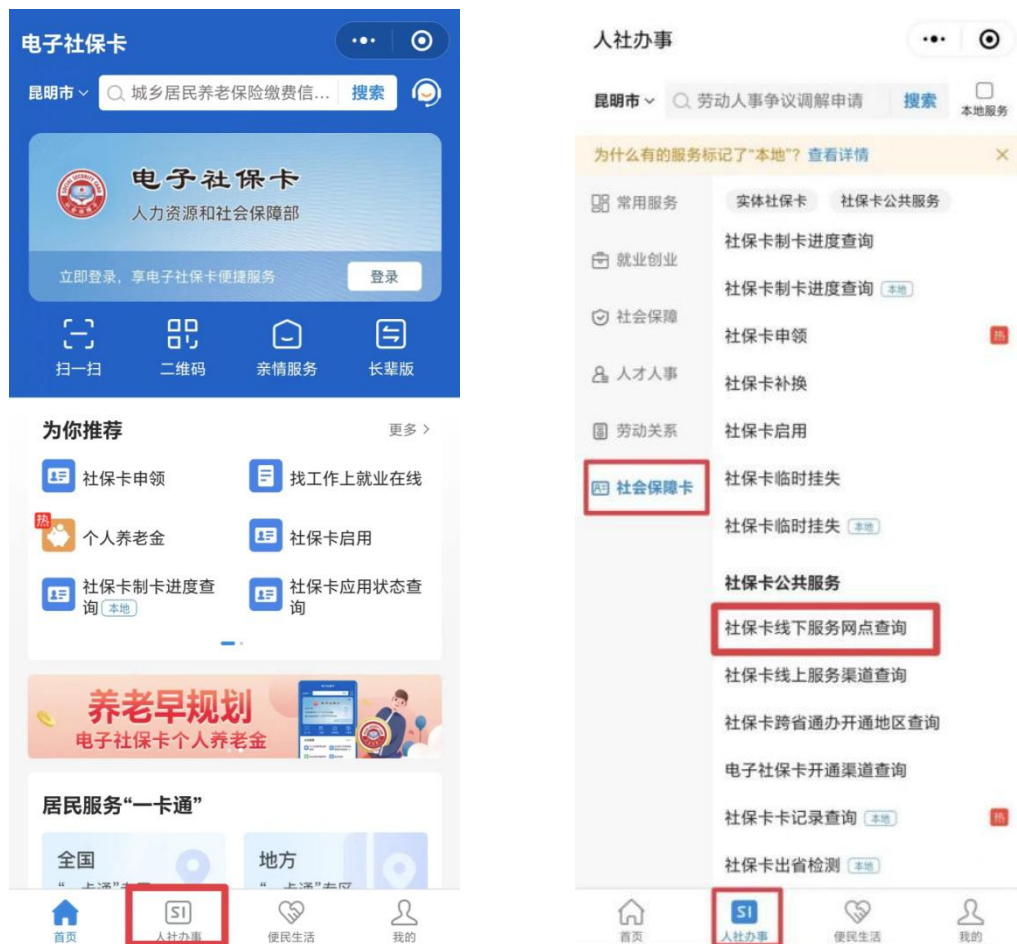 电子社保卡
昆明市
城乡居民养老保险缴费信...
搜索
电子社保卡
人力资源和社会保障部
立即登录，享电子社保卡便捷服务
登录
扫一扫
二维码
亲情服务
长辈版
为你推荐
更多
社保卡申领
找工作上就业在线
热
个人养老金
社保卡启用
社保卡制卡进度查
询 本地
社保卡应用状态查
询
养老早规划
电子社保卡个人养老金
居民服务“一卡通”
全国
地方
首页
SI
人社办事
便民生活
我的
人社办事
昆明市
劳动人事争议调解申请
搜索
本地服务
为什么有的服务标记了“本地”? 查看详情
常用服务
就业创业
社会保障
人才人事
劳动关系
社会保障卡
实体社保卡
社保卡公共服务
社保卡制卡进度查询
社保卡制卡进度查询 本地
社保卡申领
热
社保卡补换
社保卡启用
社保卡临时挂失
社保卡临时挂失 本地
社保卡公共服务
社保卡线下服务网点查询
社保卡线上服务渠道查询
社保卡跨省通办开通地区查询
电子社保卡开通渠道查询
社保卡卡记录查询 本地
热
社保卡出省检测 本地
首页
SI
人社办事
便民生活
我的